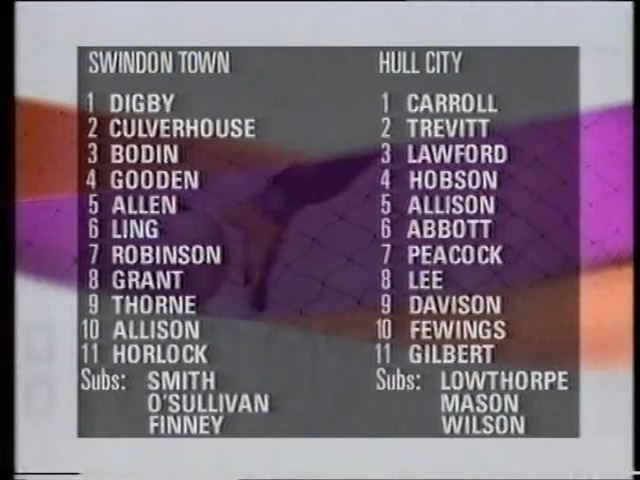 SWINDON TOWN
1 DIGBY
2 CULVERHOUSE
3 BODIN
4 GOODEN
5 ALLEN
6 LING
7 ROBINSON
8 GRANT
9 THORNE
10 ALLISON
11 HORLOCK
Subs: SMITH
O'SULLIVAN
FINNEY
HULL CITY
1 CARROLL
2 TREVITT
3 LAWFORD
4 HOBSON
5 ALLISON
6 ABBOTT
7 PEACOCK
8 LEE
9 DAVISON
10 FEWINGS
11 GILBERT
Subs: LOWTHORPE
MASON
WILSON